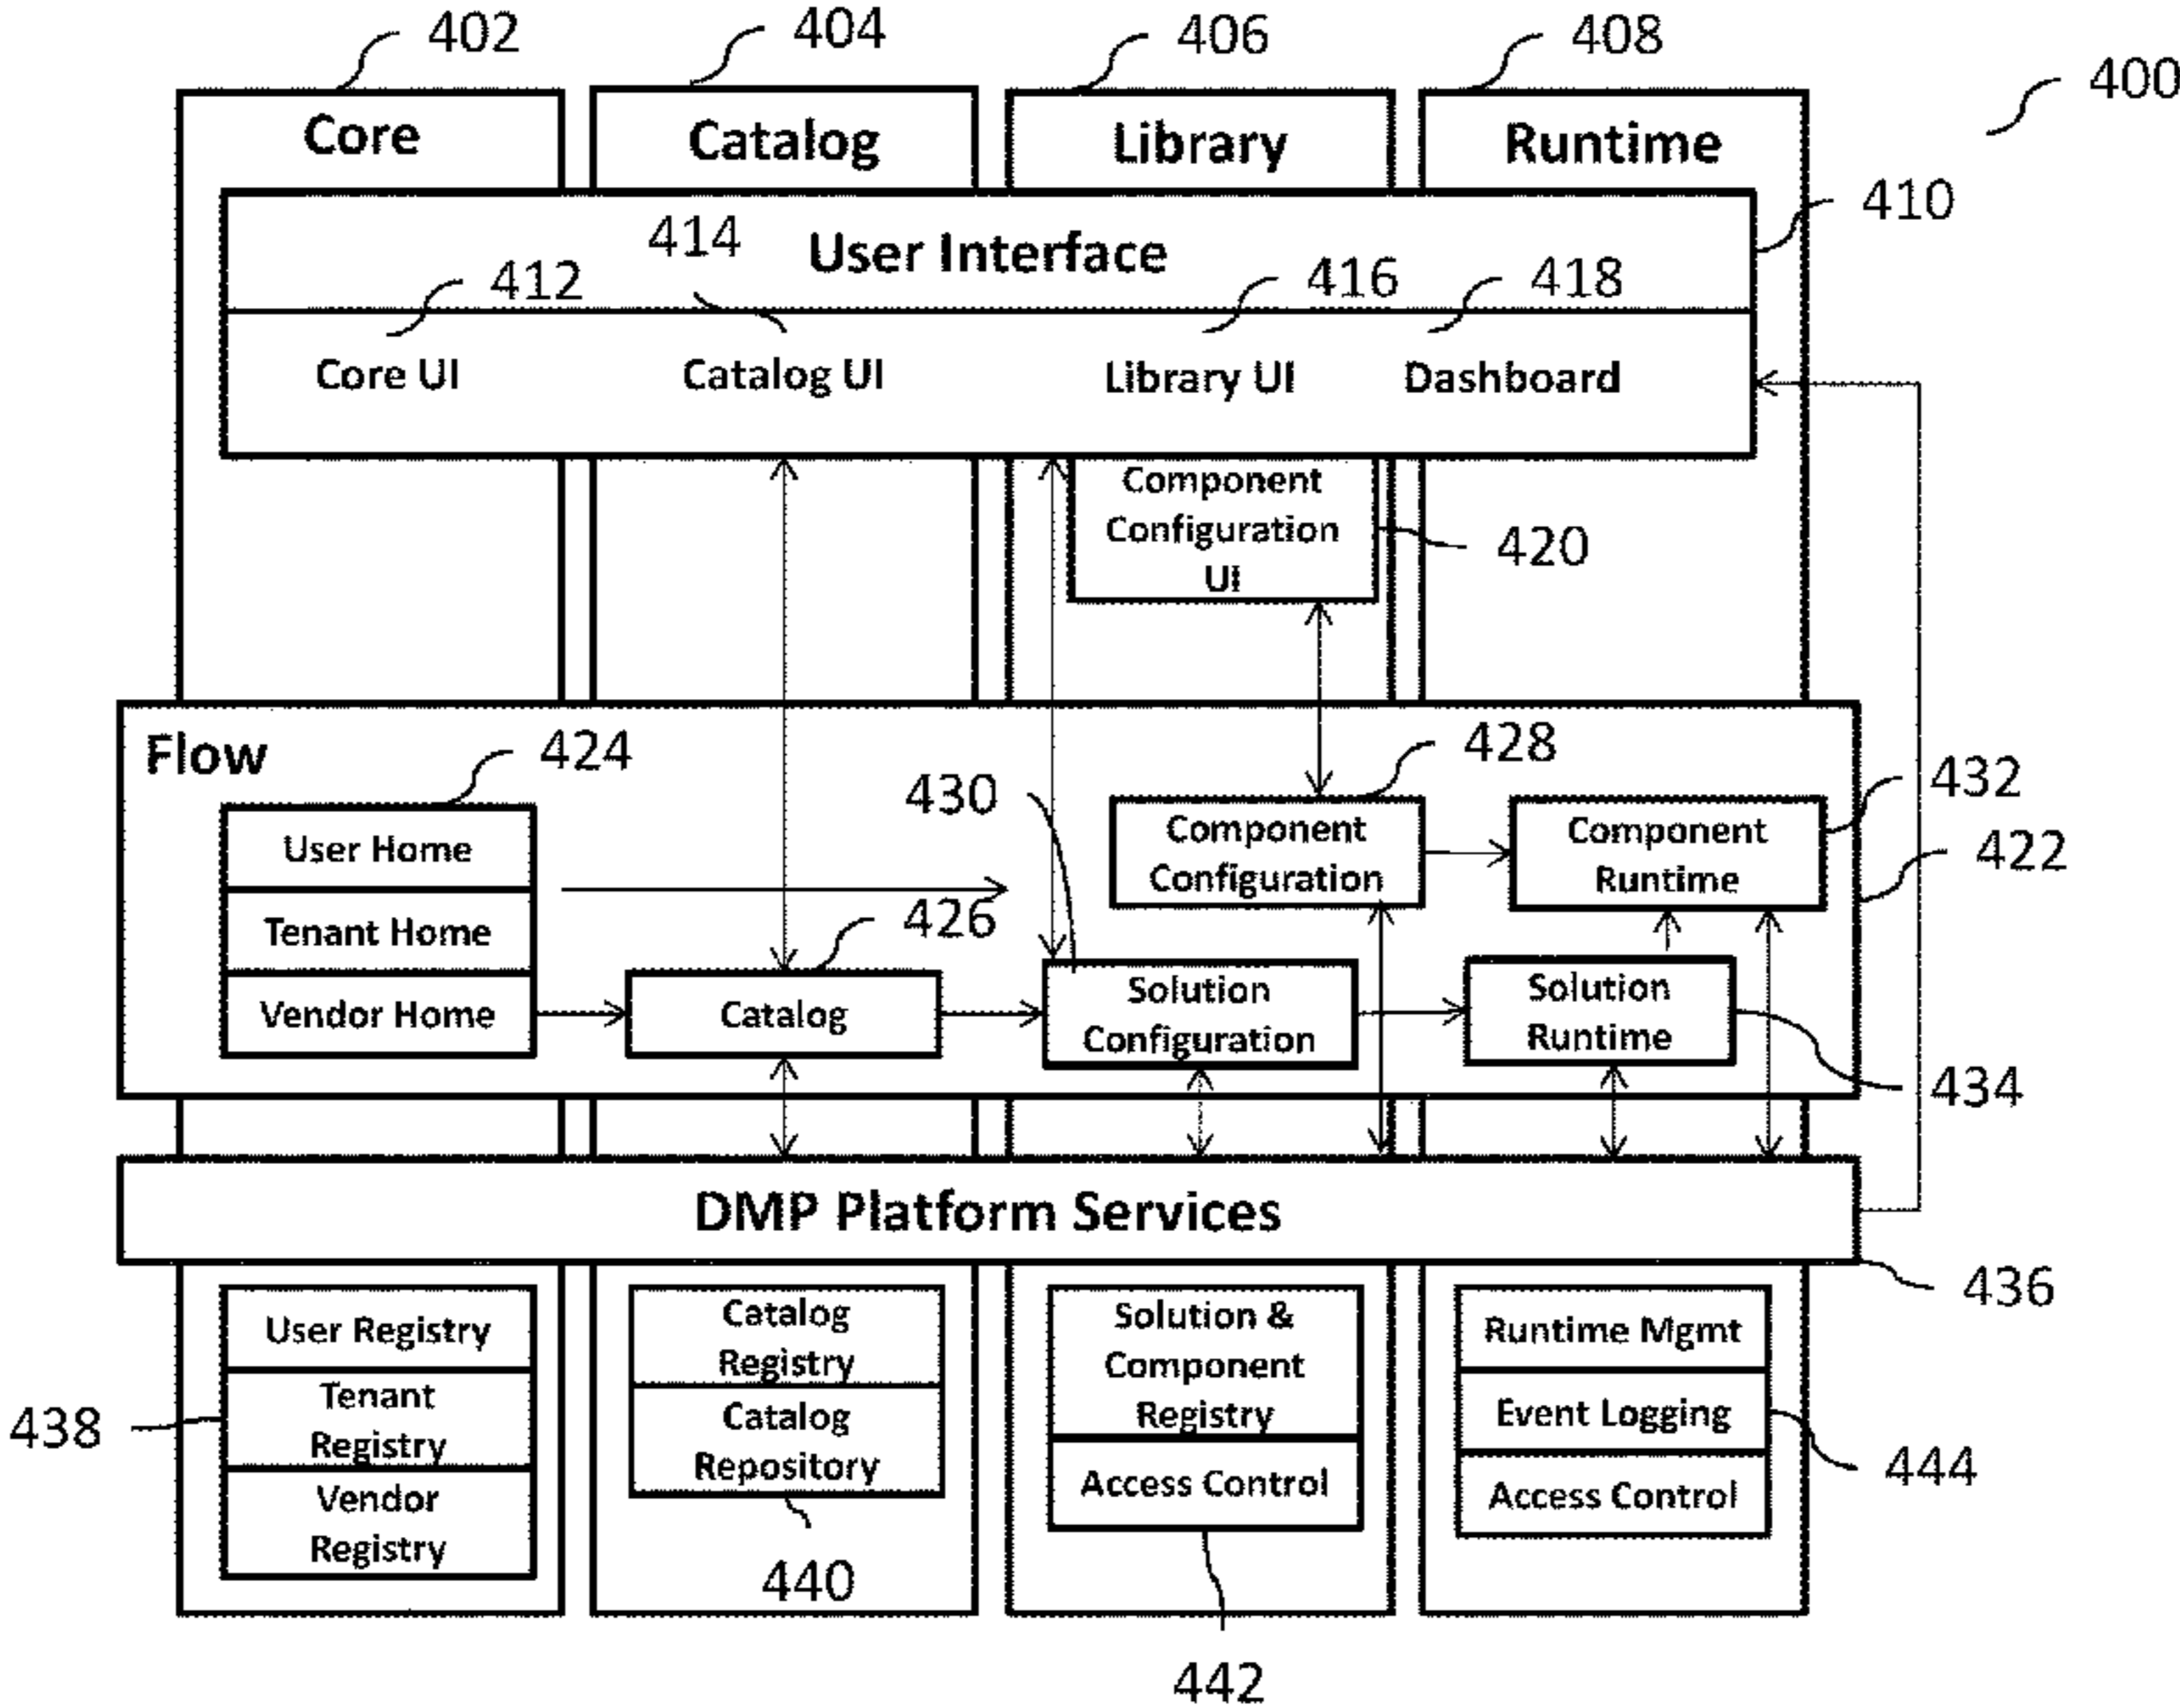 402
404
406
408
400
Core
Catalog
Library
Runtime
410
414
User Interface
412
416
418
Core UI
Catalog UI
Library UI
Dashboard
Component
Configuration
UI
420
Flow
424
428
430
432
User Home
Component
Configuration
Component
Runtime
422
Tenant Home
426
Vendor Home
Catalog
Solution
Configuration
Solution
Runtime
434
DMP Platform Services
436
User Registry
Tenant
Registry
Vendor
Registry
438
Catalog
Registry
Catalog
Repository
440
Solution &
Component
Registry
Access Control
442
Runtime Mgmt
Event Logging
Access Control
444